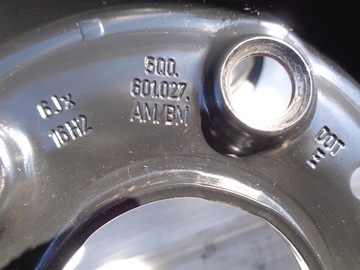 6Jx
16H2
5Q0.
601.027.
AM/BM
DOT